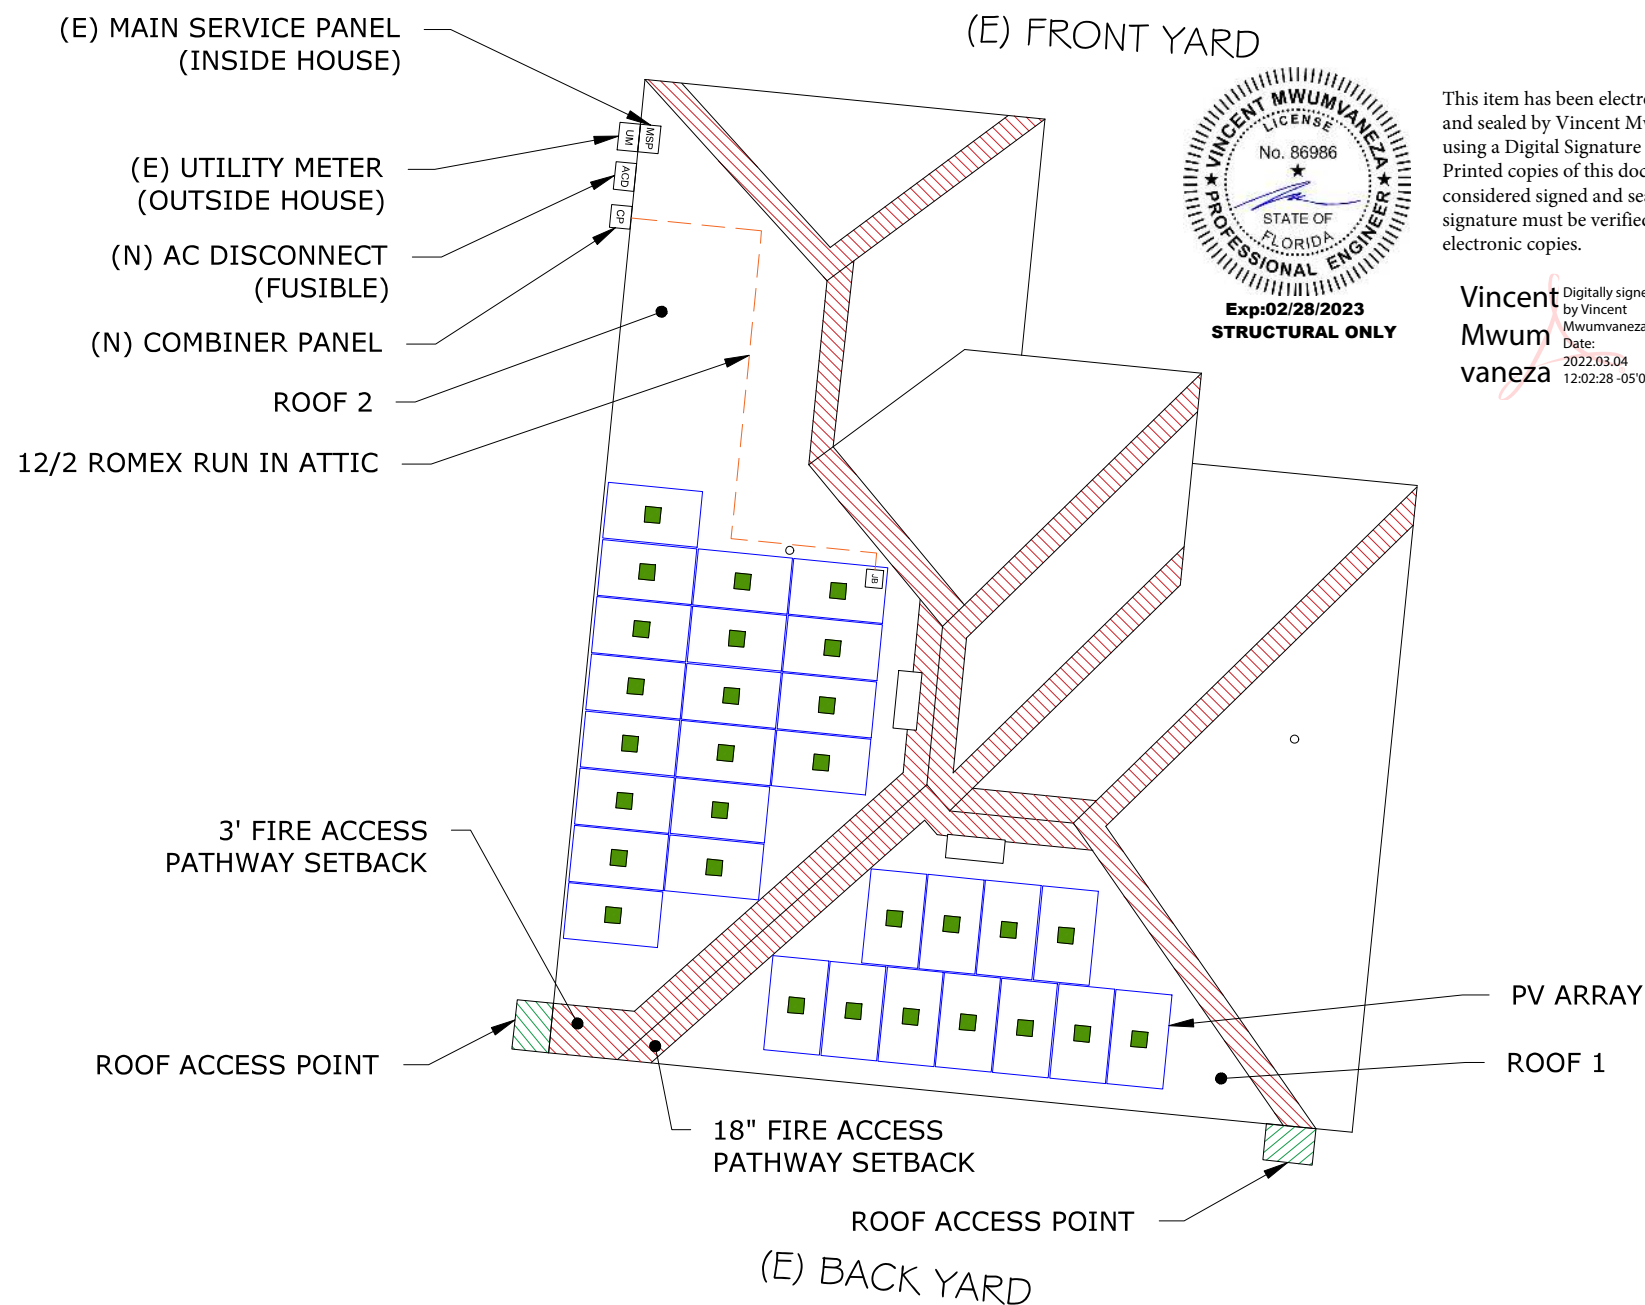 (E) MAIN SERVICE PANEL
(INSIDE HOUSE)
(E) FRONT YARD
MSP
UM
(E) UTILITY METER
(OUTSIDE HOUSE)
ACD
CP
(N) AC DISCONNECT
(FUSIBLE)
(N) COMBINER PANEL
ROOF 2
12/2 ROMEX RUN IN ATTIC
JB
VINCENT MWUMVANEZA
LICENSE
No. 86986
STATE OF
FLORIDA
PROFESSIONAL ENGINEER
Exp:02/28/2023
STRUCTURAL ONLY
This item has been electro
and sealed by Vincent Mw
using a Digital Signature
Printed copies of this doc
considered signed and sea
signature must be verified
electronic copies.
Vincent
Mwum
vaneza
Digitally signe
by Vincent
Mwumvaneza
Date:
2022.03.04
12:02:28 -05'0
3' FIRE ACCESS
PATHWAY SETBACK
ROOF ACCESS POINT
18" FIRE ACCESS
PATHWAY SETBACK
PV ARRAY
ROOF 1
ROOF ACCESS POINT
(E) BACK YARD